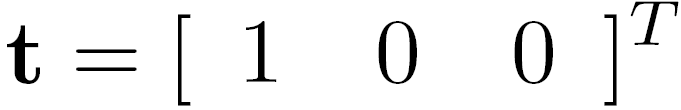 t = [ 1 0 0 ]^T